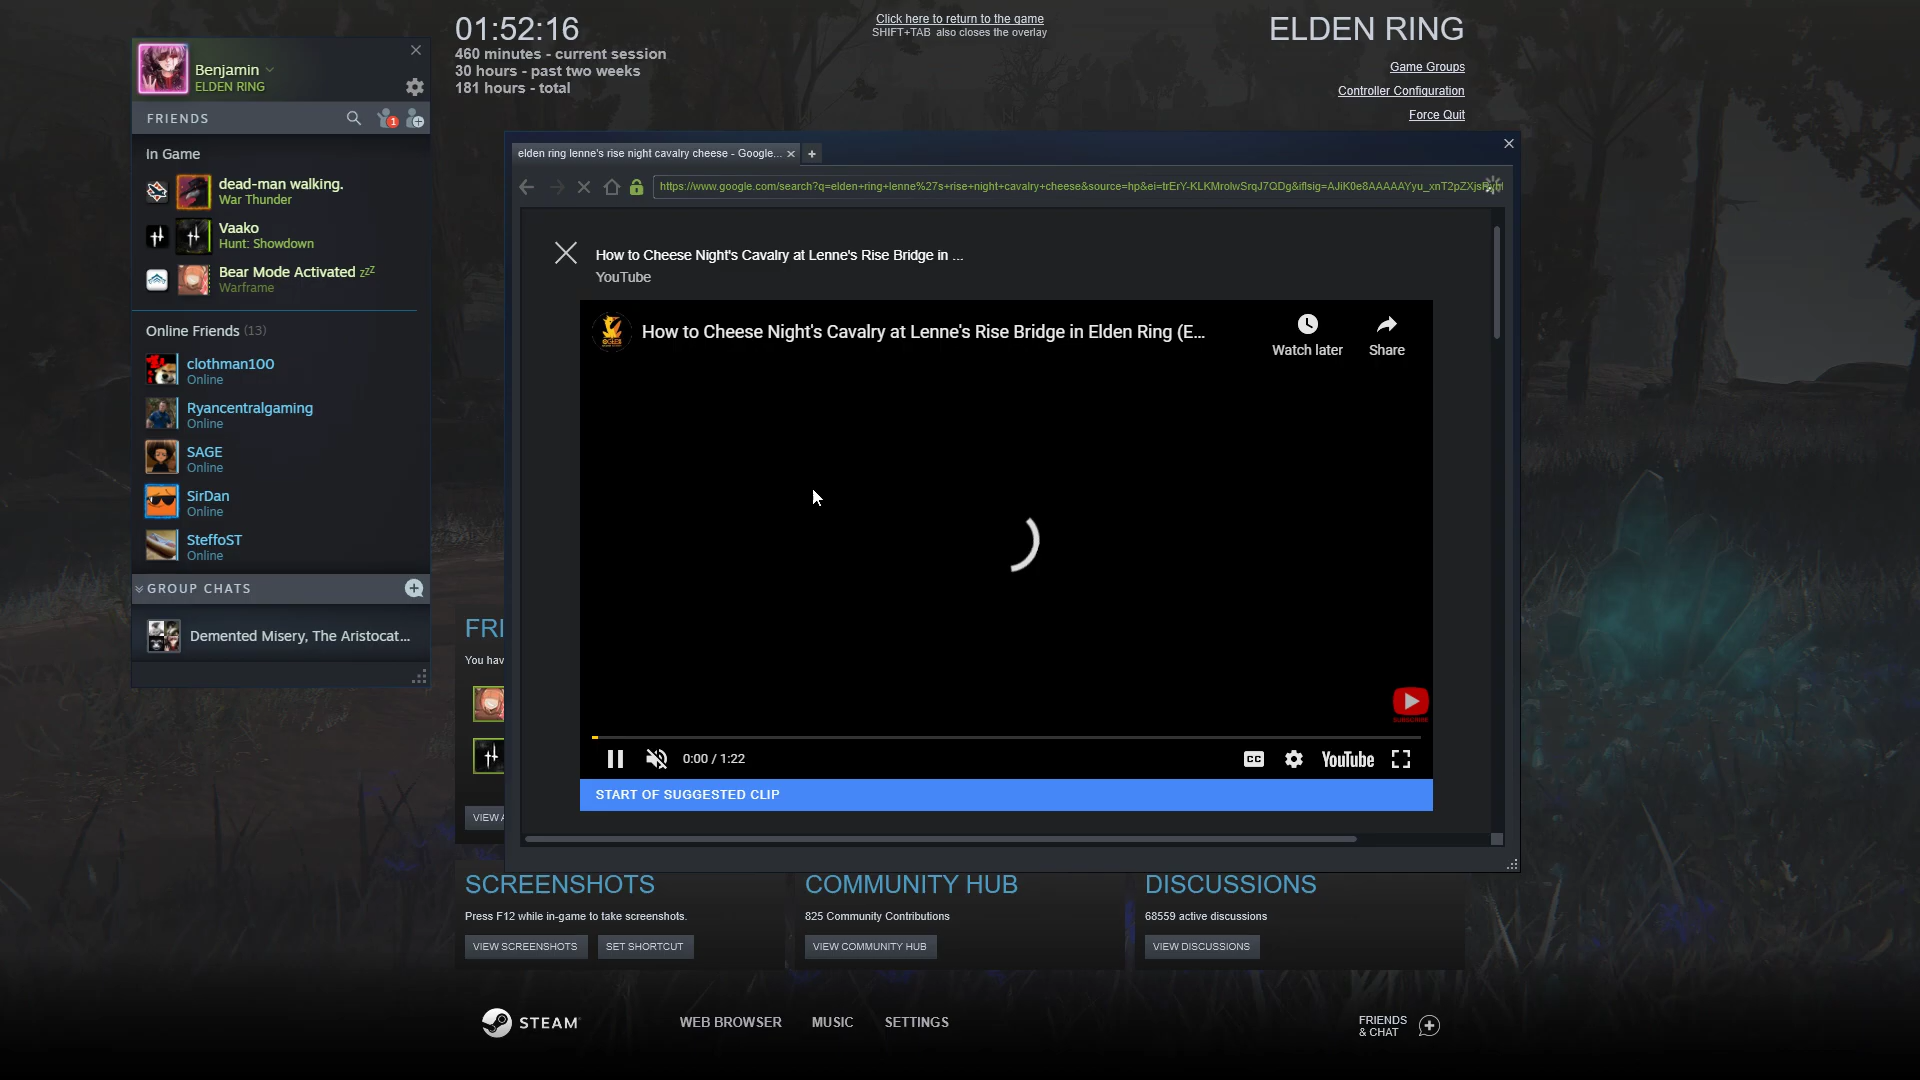 01:52:16
460 minutes - current session
30 hours - past two weeks
181 hours - total
Click here to return to the game
SHIFT+TAB also closes the overlay
ELDEN RING
Game Groups
Controller Configuration
Force Quit
Benjamin
ELDEN RING
FRIENDS
1
In Game
dead-man walking.
War Thunder
Vaako
Hunt: Showdown
Bear Mode Activated zzZ
Warframe
Online Friends (13)
clothman100
Online
Ryancentralgaming
Online
SAGE
Online
SirDan
Online
SteffoST
Online
GROUP CHATS
Demented Misery, The Aristocat...
elden ring lenne's rise night cavalry cheese - Google...
How to Cheese Night's Cavalry at Lenne's Rise Bridge in ...
YouTube
How to Cheese Night's Cavalry at Lenne's Rise Bridge in Elden Ring (E...
Watch later
Share
SUBSCRIBE
0:00 / 1:22
CC
YouTube
START OF SUGGESTED CLIP
FRI
You hav
VIEW A
SCREENSHOTS
Press F12 while in-game to take screenshots.
VIEW SCREENSHOTS
SET SHORTCUT
COMMUNITY HUB
825 Community Contributions
VIEW COMMUNITY HUB
DISCUSSIONS
68559 active discussions
VIEW DISCUSSIONS
STEAM
WEB BROWSER
MUSIC
SETTINGS
FRIENDS
& CHAT